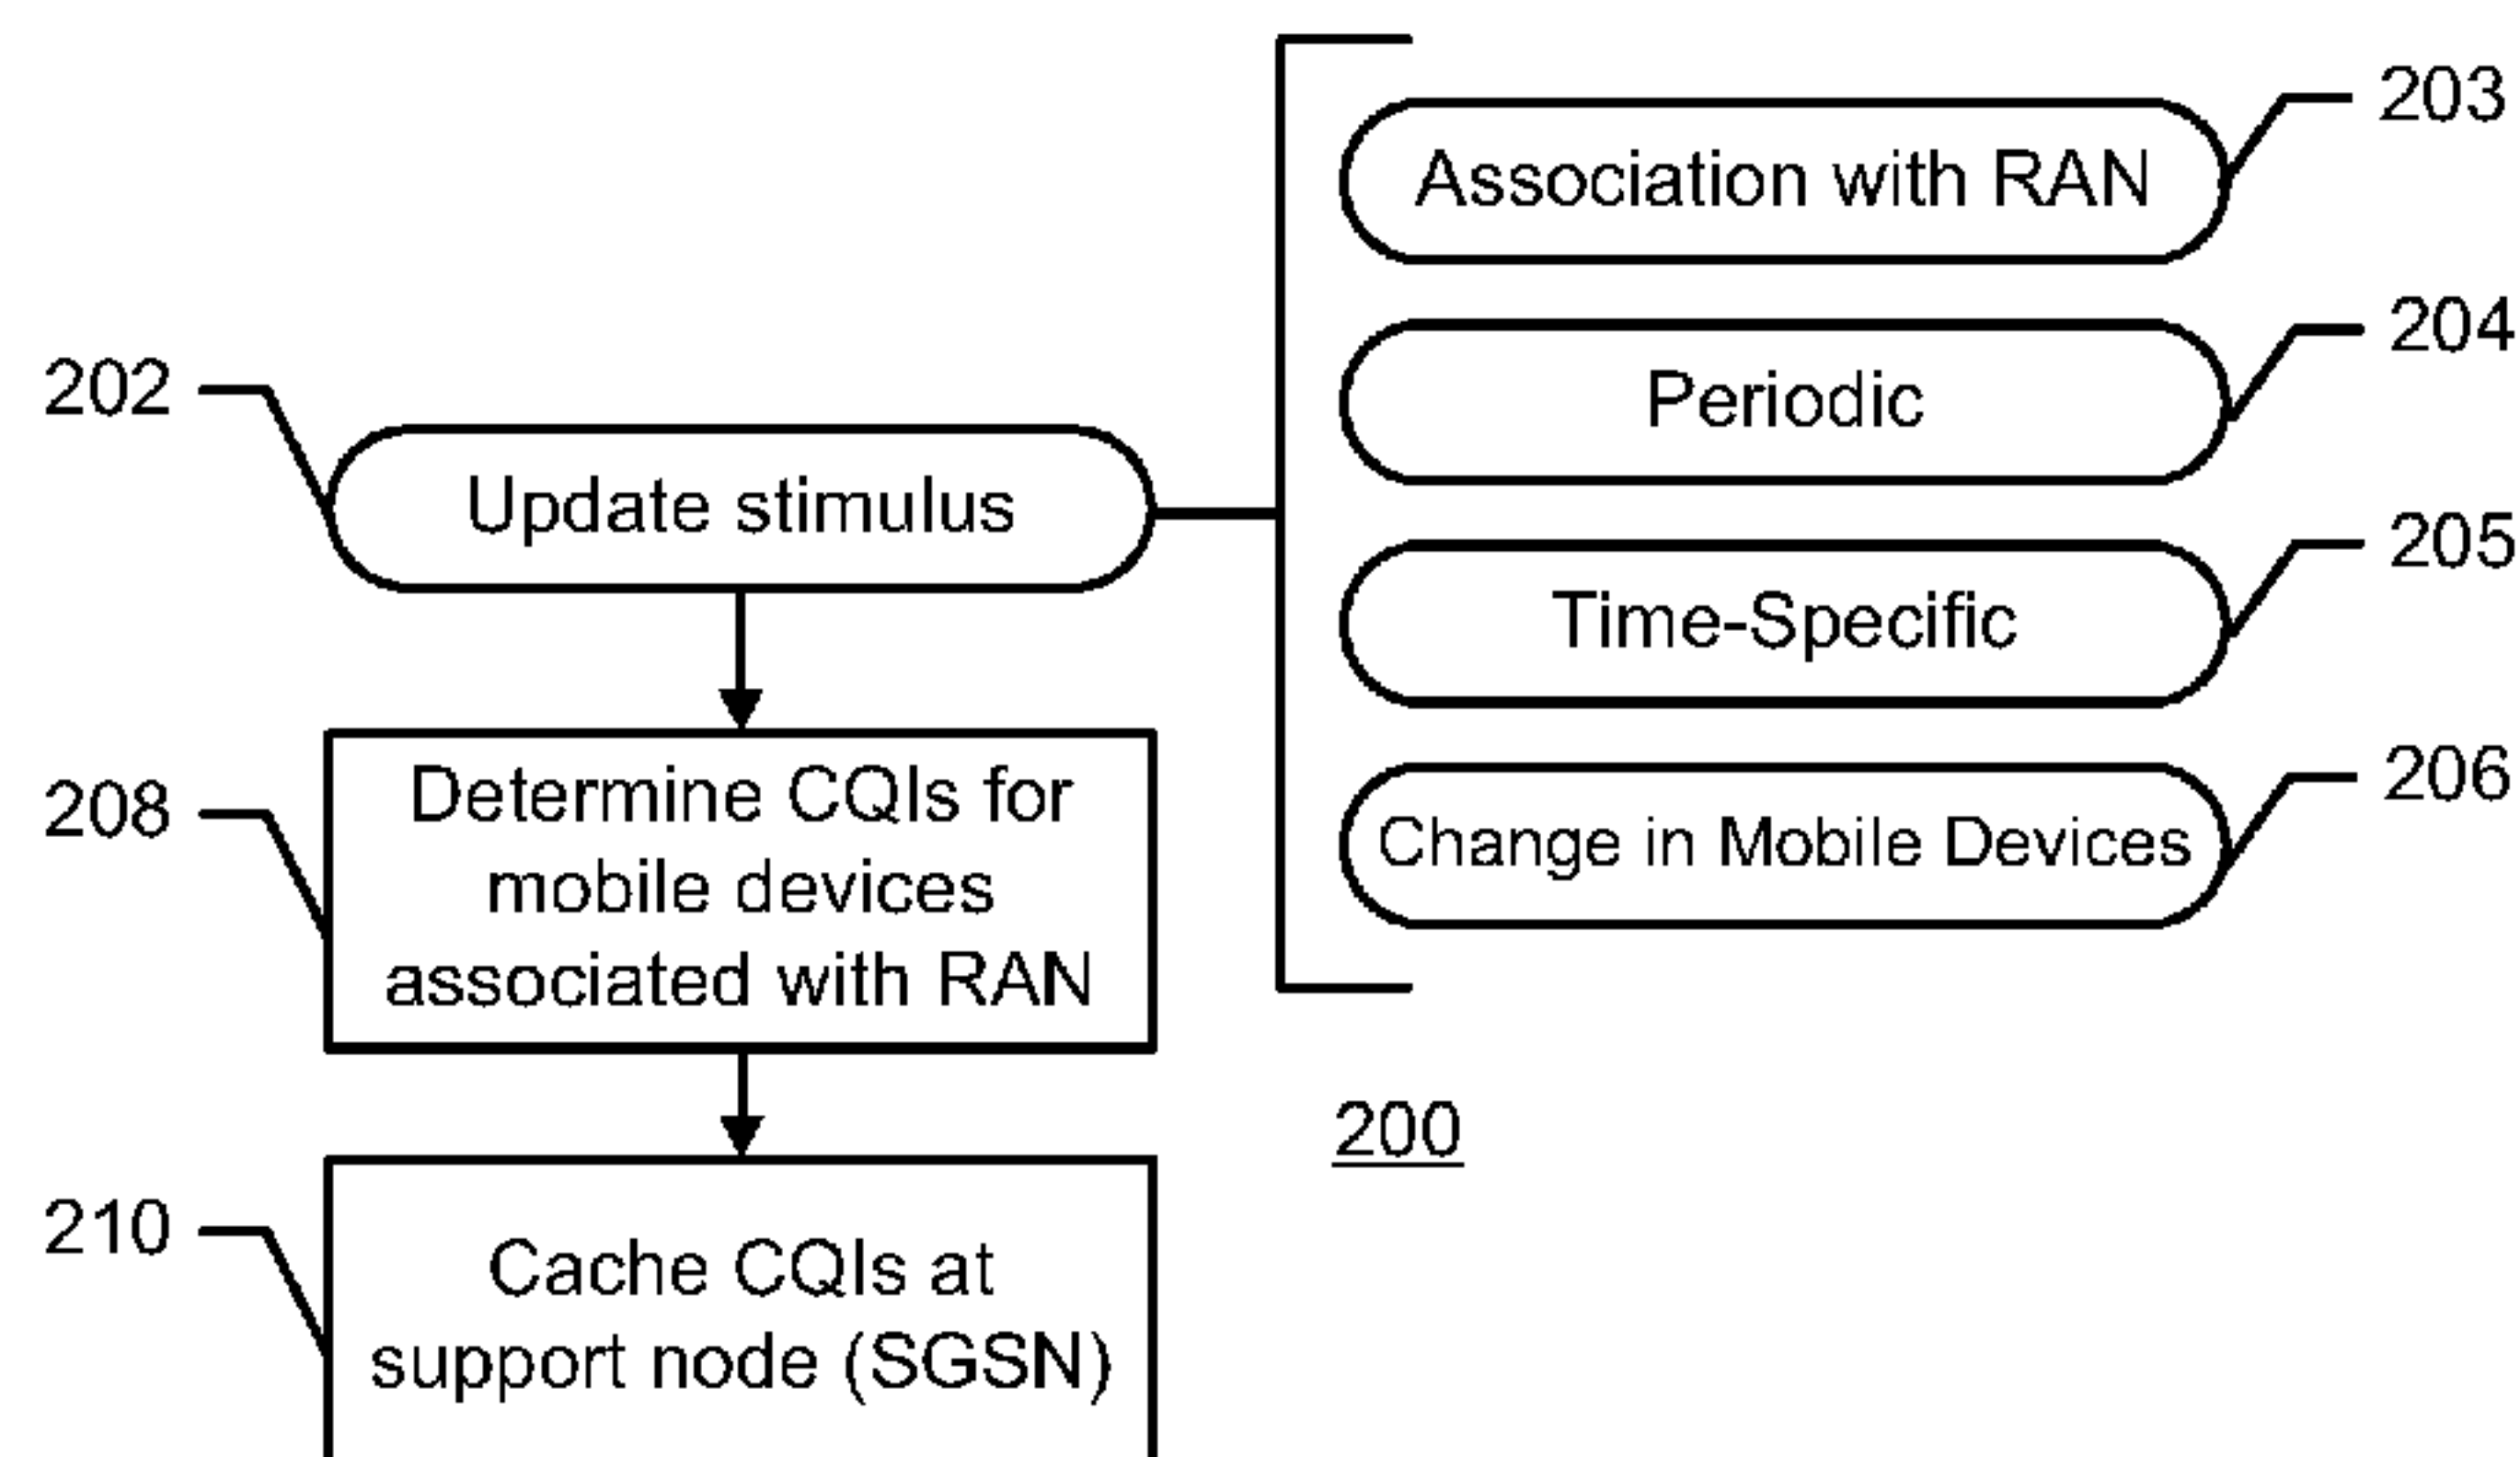 203
Association with RAN
204
Periodic
202
205
Update stimulus
Time-Specific
206
Change in Mobile Devices
208
Determine CQIs for
mobile devices
associated with RAN
200
210
Cache CQIs at
support node (SGSN)